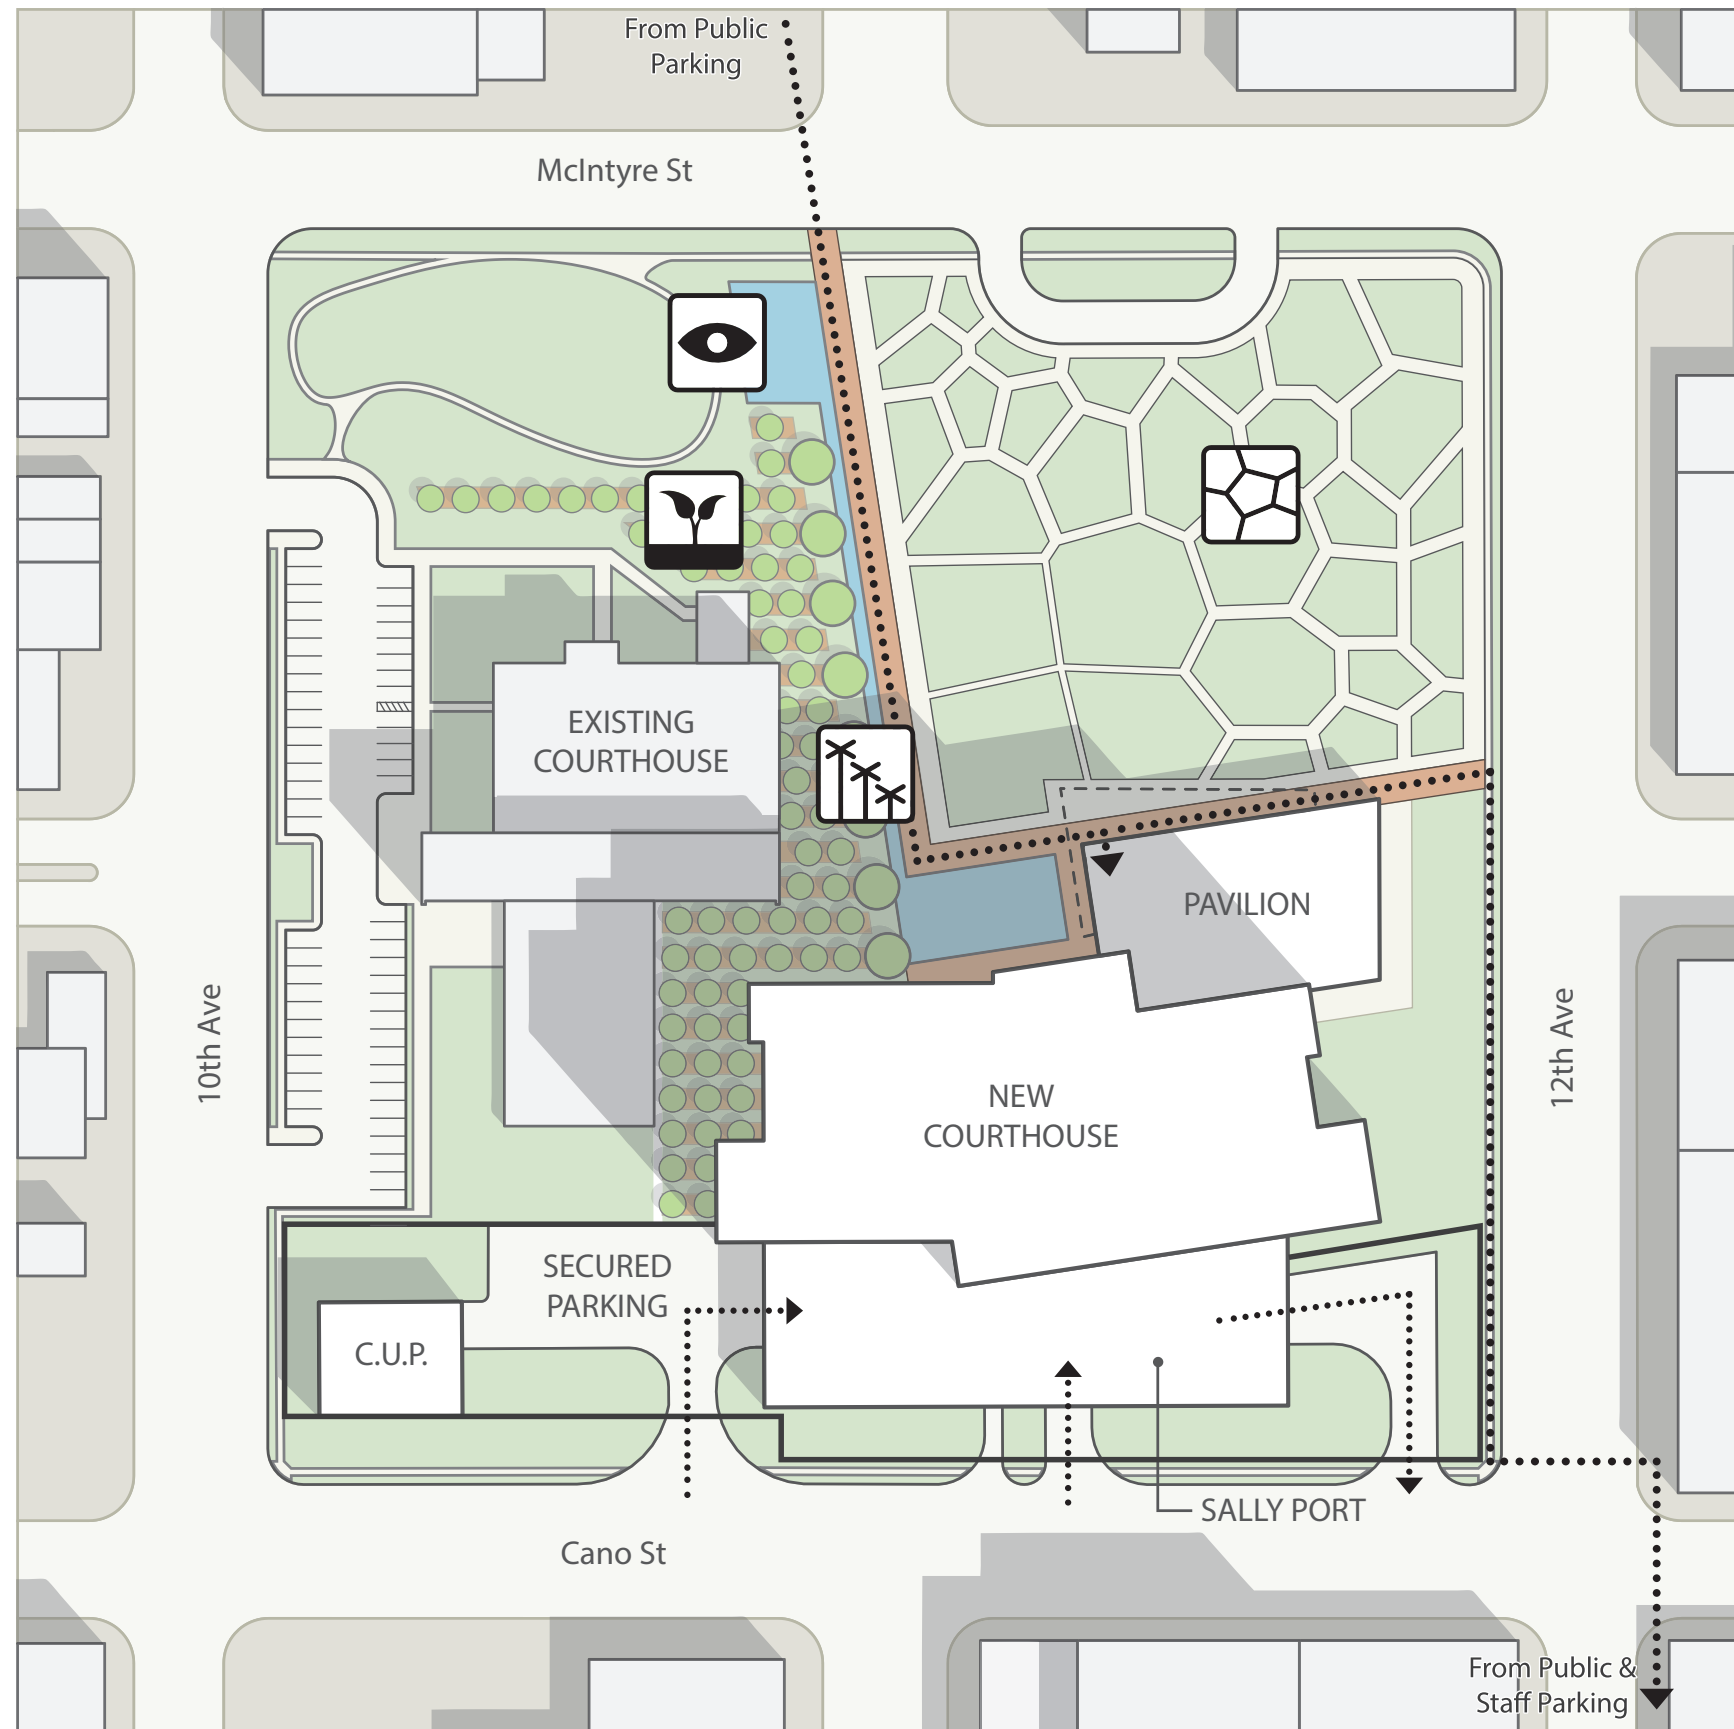 From Public
Parking
McIntyre St
EXISTING
COURTHOUSE
PAVILION
10th Ave
12th Ave
NEW
COURTHOUSE
SECURED
PARKING
C.U.P.
SALLY PORT
Cano St
From Public &
Staff Parking